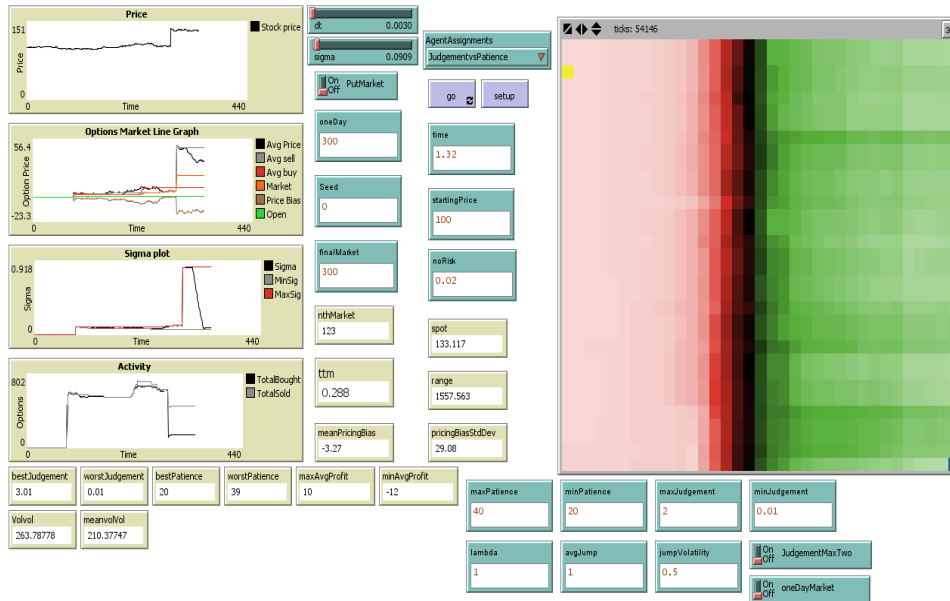 Price
151
Price
0
0
Time
440
Stock price
Options Market Line Graph
56.4
Option Price
-23.3
0
Time
440
Avg Price
Avg sell
Avg buy
Market
Price Bias
Open
Sigma plot
0.918
Sigma
0
0
Time
440
Sigma
MinSig
MaxSig
Activity
802
Options
0
0
Time
440
TotalBought
TotalSold
dt
0.0030
sigma
0.0909
AgentAssignments
JudgementvsPatience
On
Off
PutMarket
go
setup
oneDay
300
time
1.32
Seed
0
startingPrice
100
finalMarket
300
noRisk
0.02
nthMarket
123
spot
133.117
ttm
0.288
range
1557.563
meanPricingBias
-3.27
pricingBiasStdDev
29.08
ticks: 54146
3
bestJudgement
3.01
worstJudgement
0.01
bestPatience
20
worstPatience
39
maxAvgProfit
10
minAvgProfit
-12
Volvol
263.78778
meanvolVol
210.37747
maxPatience
40
minPatience
20
maxJudgement
2
minJudgement
0.01
lambda
1
avgJump
1
jumpVolatility
0.5
On
Off
JudgementMaxTwo
On
Off
oneDayMarket